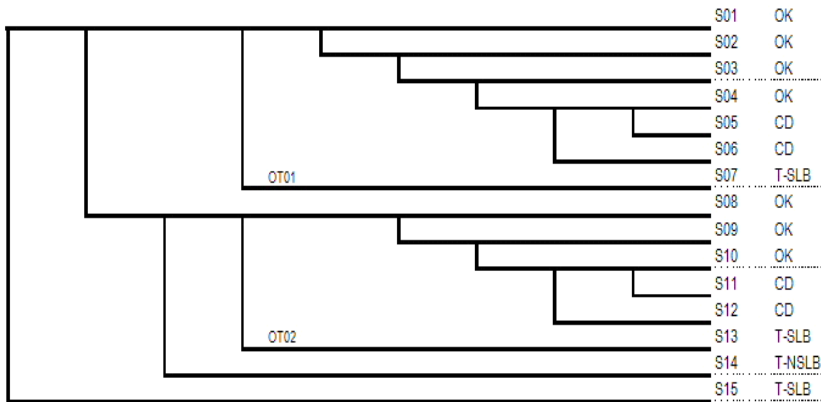 S01 OK
S02 OK
S03 OK
S04 OK
S05 CD
S06 CD
OT01 S07 T-SLB
S08 OK
S09 OK
S10 OK
S11 CD
S12 CD
OT02 S13 T-SLB
S14 T-NSLB
S15 T-SLB